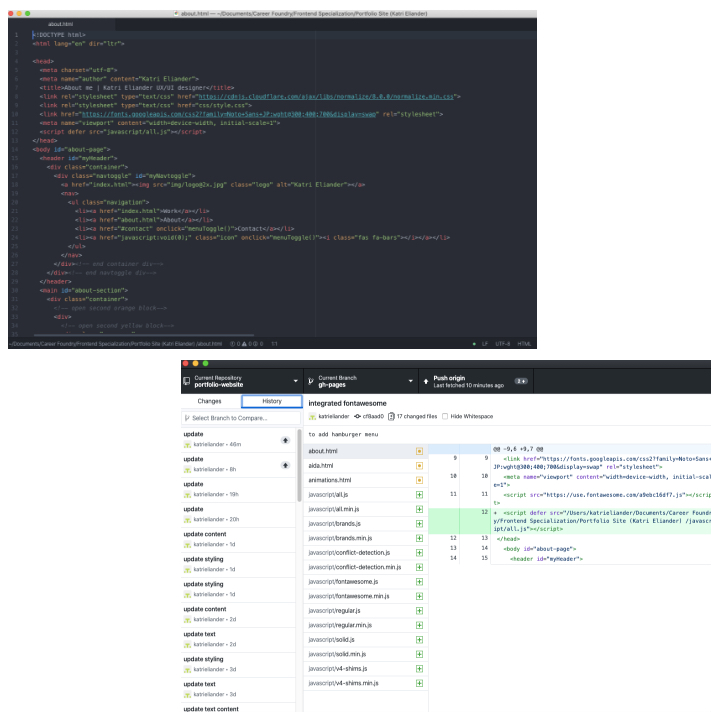 about.html — ~/Documents/Career Foundry/Frontend Specialization/Portfolio Site (Katri Eliander)
about.html
1 <!DOCTYPE html>
2 <html lang="en" dir="ltr">
3
4 <head>
5 <meta charset="utf-8">
6 <meta name="author" content="Katri Eliander">
7 <title>About me | Katri Eliander UX/UI designer</title>
8 <link rel="stylesheet" type="text/css" href="https://cdnjs.cloudflare.com/ajax/libs/normalize/8.0.0/normalize.min.css">
9 <link rel="stylesheet" type="text/css" href="css/style.css">
10 <link href="https://fonts.googleapis.com/css2?family=Noto+Sans+JP:wght@300;400;700&display=swap" rel="stylesheet">
11 <meta name="viewport" content="width=device-width, initial-scale=1">
12 <script defer src="javascript/all.js"></script>
13 </head>
14 <body id="about-page">
15 <header id="myHeader">
16 <div class="container">
17 <div class="navtoggle" id="myNavtoggle">
18 <a href="index.html"><img src="img/logo@2x.jpg" class="logo" alt="Katri Eliander"></a>
19 <nav>
20 <ul class="navigation">
21 <li><a href="index.html">Work</a></li>
22 <li><a href="about.html">About</a></li>
23 <li><a href="#contact" onclick="menuToggle()">Contact</a></li>
24 <li><a href="javascript:void(0);" class="icon" onclick="menuToggle()"><i class="fas fa-bars"></i></a></li>
25 </ul>
26 </nav>
27 </div><!-- end container div-->
28 </div><!-- end navtoggle div-->
29 </header>
30 <main id="about-section">
31 <div class="container">
32 <!-- open second orange block-->
33 <div>
34 <!-- open second yellow block-->
~/Documents/Career Foundry/Frontend Specialization/Portfolio Site (Katri Eliander) /about.html 0 0 0 1:1 LF UTF-8 HTML
Current Repository
portfolio-website
Current Branch
gh-pages
Push origin
Last fetched 10 minutes ago
2
Changes History
Select Branch to Compare...
update
katrieliander • 46m
update
katrieliander • 8h
update
katrieliander • 19h
update
katrieliander • 20h
update content
katrieliander • 1d
update styling
katrieliander • 1d
update styling
katrieliander • 1d
update content
katrieliander • 2d
update text
katrieliander • 2d
update styling
katrieliander • 3d
update text
katrieliander • 3d
update text content
integrated fontawesome
katrieliander cf8aad0 17 changed files Hide Whitespace
to add hamburger menu
about.html
aida.html
animations.html
javascript/all.js
javascript/all.min.js
javascript/brands.js
javascript/brands.min.js
javascript/conflict-detection.js
javascript/conflict-detection.min.js
javascript/fontawesome.js
javascript/fontawesome.min.js
javascript/regular.js
javascript/regular.min.js
javascript/solid.js
javascript/solid.min.js
javascript/v4-shims.js
javascript/v4-shims.min.js
@@ -9,6 +9,7 @@
9 9 <link href="https://fonts.googleapis.com/css2?family=Noto+Sans+
JP:wght@300;400;700&display=swap" rel="stylesheet">
10 10 <meta name="viewport" content="width=device-width, initial-scal
e=1">
11 11 <script src="https://use.fontawesome.com/a9ebc16df7.js"></scrip
t>
12 + <script defer src="/Users/katrieliander/Documents/Career Found
y/Frontend Specialization/Portfolio Site (Katri Eliander) /javasc
ipt/all.js"></script>
12 13 </head>
13 14 <body id="about-page">
14 15 <header id="myHeader">